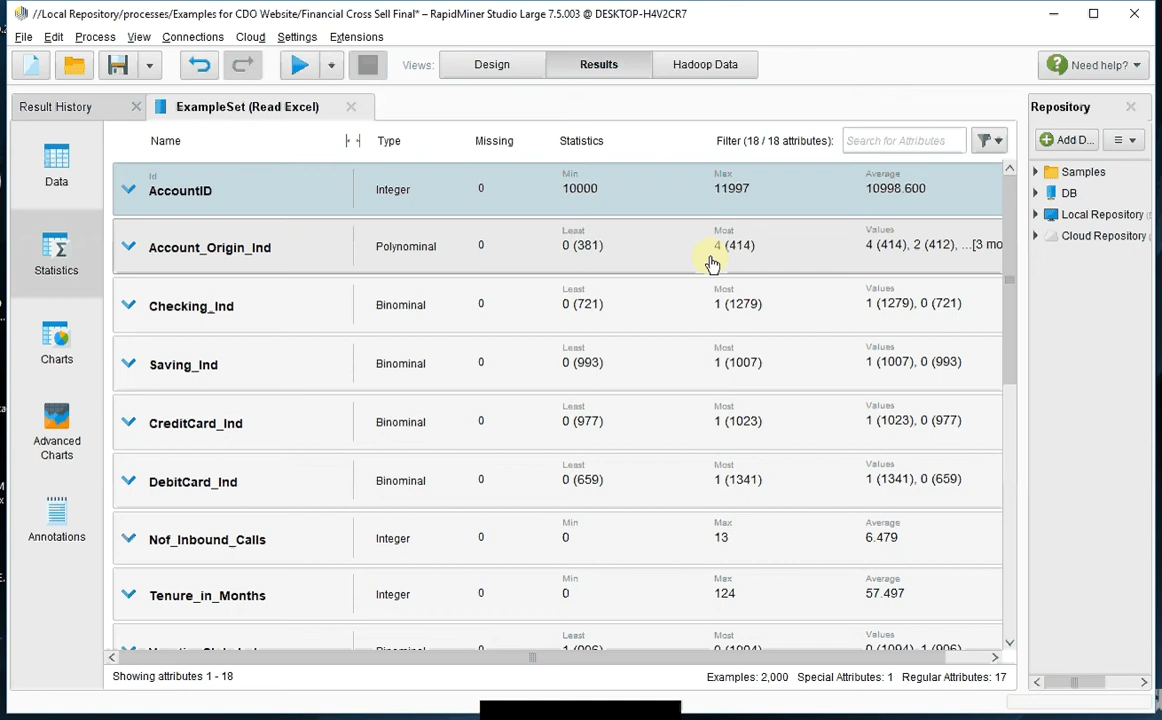 //Local Repository/processes/Examples for CDO Website/Financial Cross Sell Final* – RapidMiner Studio Large 7.5.003 @ DESKTOP-H4V2CR7
File Edit Process View Connections Cloud Settings Extensions
Views: Design Results Hadoop Data Need help?
Result History ExampleSet (Read Excel) Repository
Name Type Missing Statistics Filter (18 / 18 attributes): Search for Attributes Add D...
Data
Statistics
Charts
Advanced
Charts
Annotations
Id Min Max Average
AccountID Integer 0 10000 11997 10998.600
Least Most Values
Account_Origin_Ind Polynominal 0 0 (381) 4 (414) 4 (414), 2 (412), ...[3 mo
Least Most Values
Checking_Ind Binominal 0 0 (721) 1 (1279) 1 (1279), 0 (721)
Least Most Values
Saving_Ind Binominal 0 0 (993) 1 (1007) 1 (1007), 0 (993)
Least Most Values
CreditCard_Ind Binominal 0 0 (977) 1 (1023) 1 (1023), 0 (977)
Least Most Values
DebitCard_Ind Binominal 0 0 (659) 1 (1341) 1 (1341), 0 (659)
Min Max Average
Nof_Inbound_Calls Integer 0 0 13 6.479
Min Max Average
Tenure_in_Months Integer 0 0 124 57.497
Least Most Values
Samples
DB
Local Repository
Cloud Repository
Showing attributes 1 - 18 Examples: 2,000 Special Attributes: 1 Regular Attributes: 17